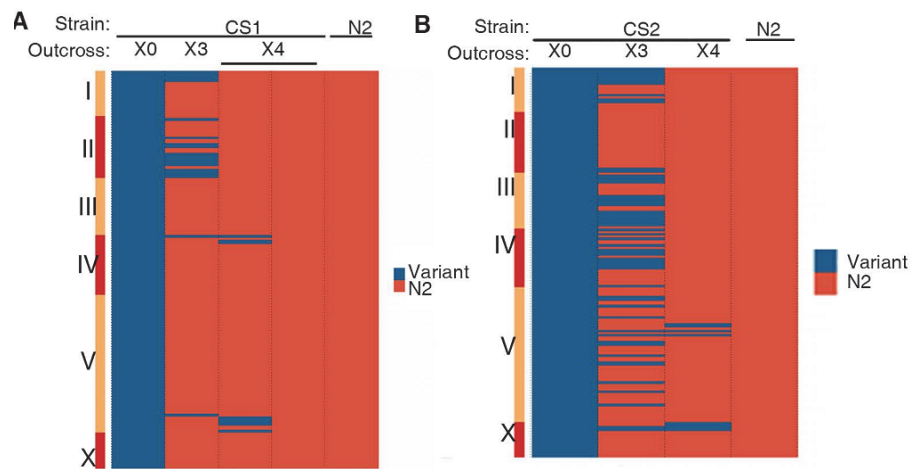 A
Strain: CS1 N2
Outcross: X0 X3 X4
I
II
III
IV
V
X
Variant
N2
B
Strain: CS2 N2
Outcross: X0 X3 X4
I
II
III
IV
V
X
Variant
N2